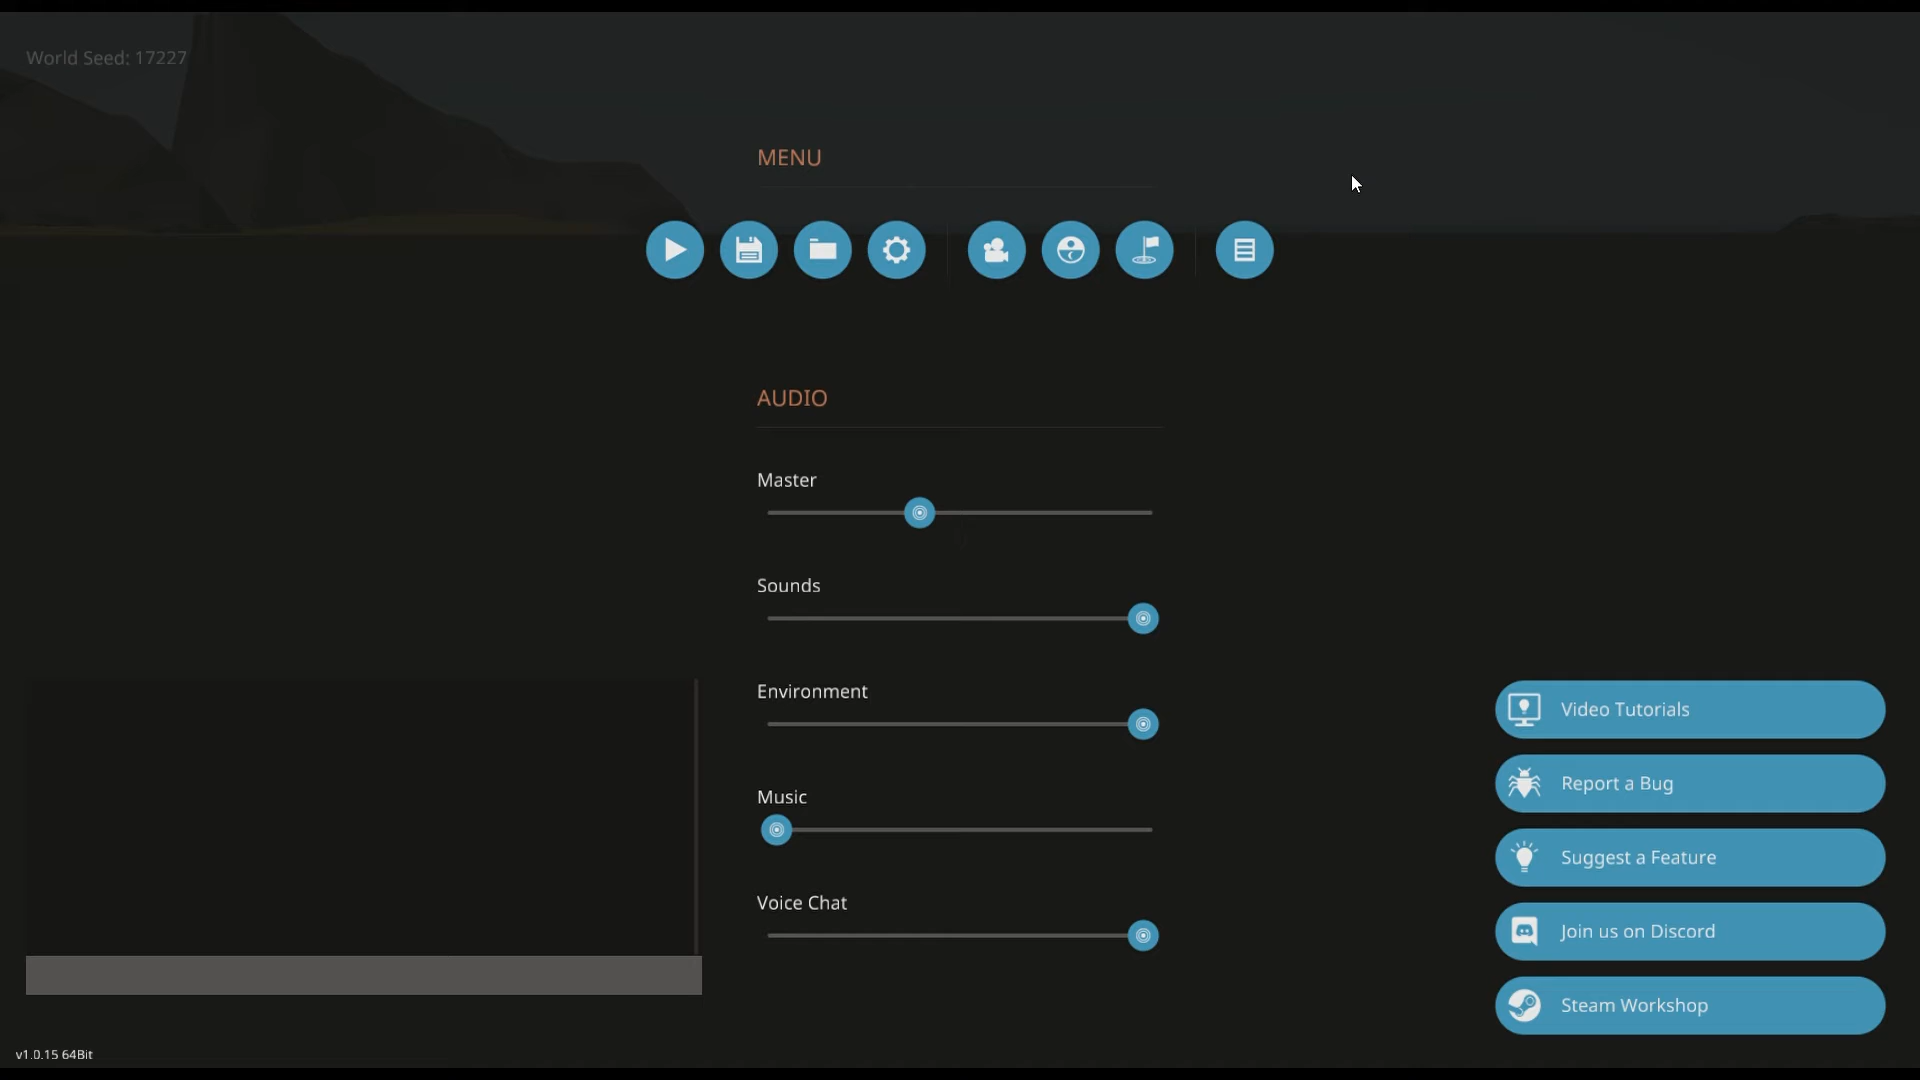 World Seed: 17227
MENU
AUDIO
Master
Sounds
Environment
Music
Voice Chat
Video Tutorials
Report a Bug
Suggest a Feature
Join us on Discord
Steam Workshop
v1.0.15 64Bit